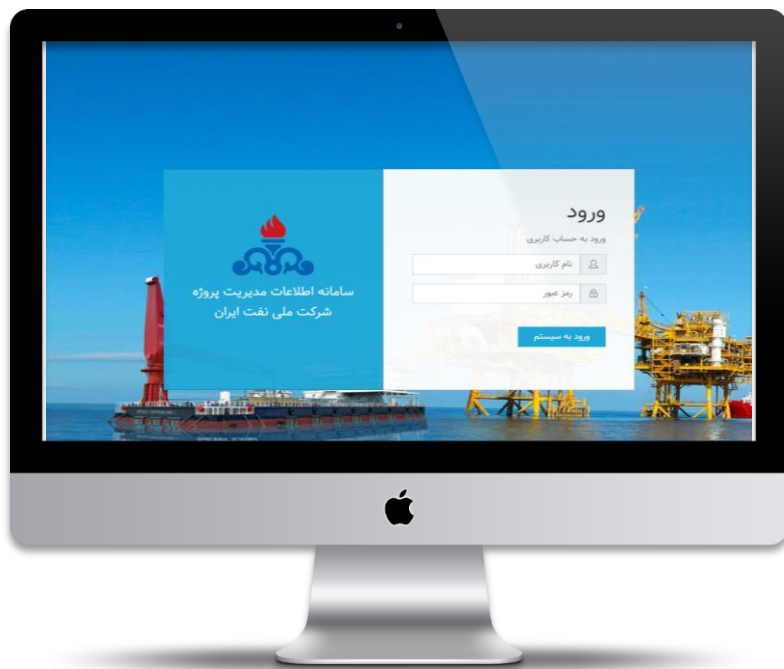 ورود
ورود به حساب کاربری
نام کاربری
رمز عبور
ورود به سیستم
سامانه اطلاعات مدیریت پروژه
شرکت ملی نفت ایران